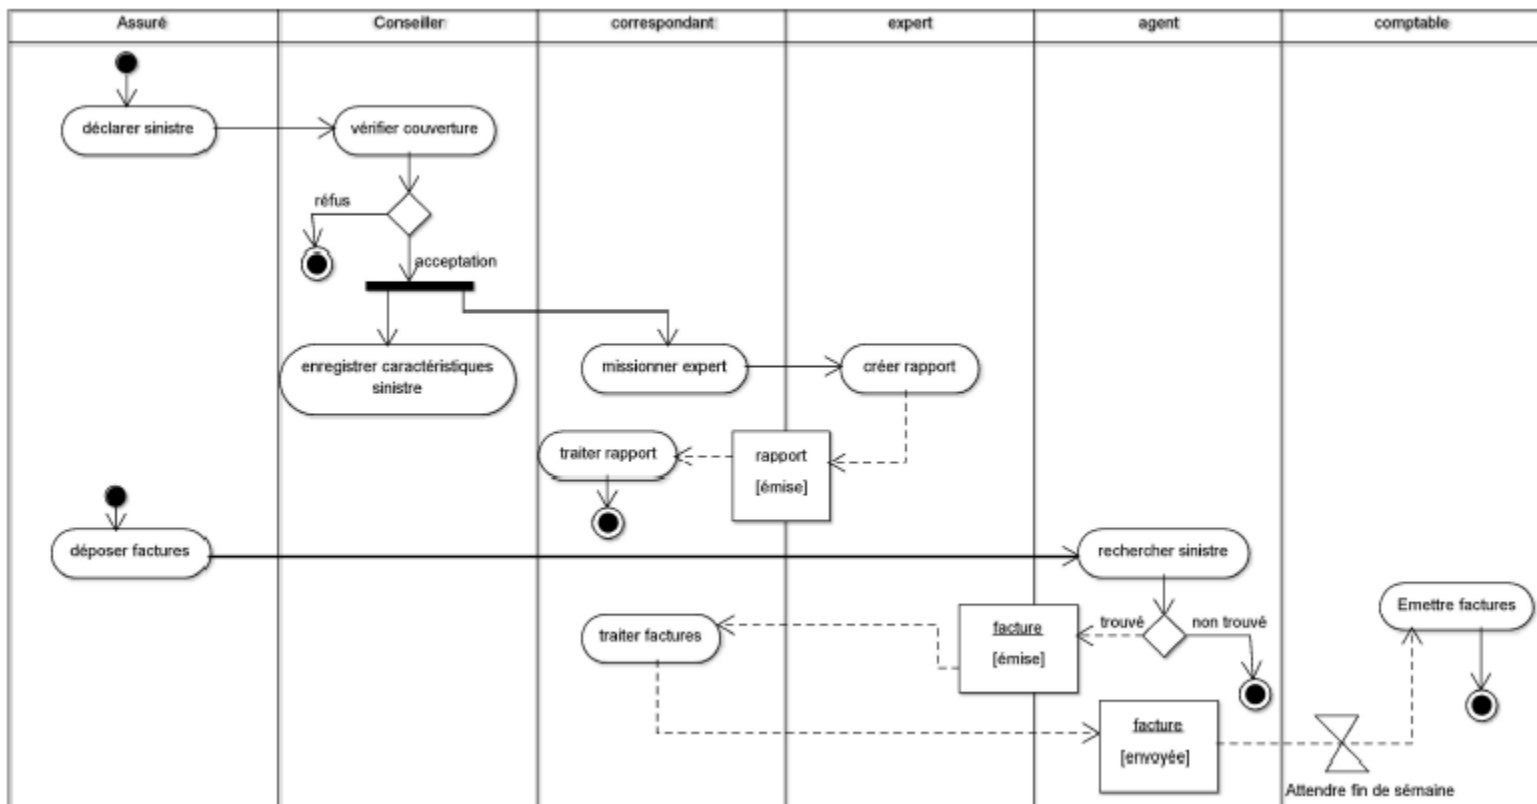 Assuré
Conseiller
correspondant
expert
agent
comptable
déclarer sinistre
vérifier couverture
réfus
acceptation
enregistrer caractéristiques
sinistre
missionner expert
créer rapport
traiter rapport
rapport
[émise]
déposer factures
rechercher sinistre
traiter factures
facture
[émise]
trouvé
non trouvé
Emettre factures
facture
[envoyée]
Attendre fin de sémaine